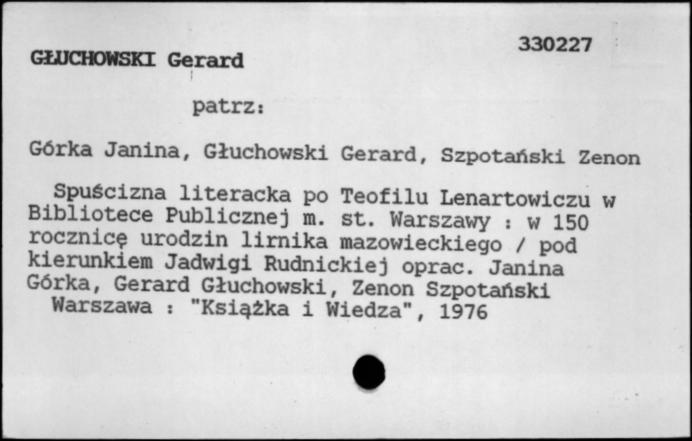 330227
GŁUCHOWSKI Gerard
patrz:
Górka Janina, Głuchowski Gerard, Szpotański Zenon
Spuścizna literacka po Teofilu Lenartowiczu w
Bibliotece Publicznej m. st. Warszawy : w 150
rocznicę urodzin lirnika mazowieckiego / pod
kierunkiem Jadwigi Rudnickiej oprac. Janina
Górka, Gerard Głuchowski, Zenon Szpotański
Warszawa : "Książka i Wiedza", 1976